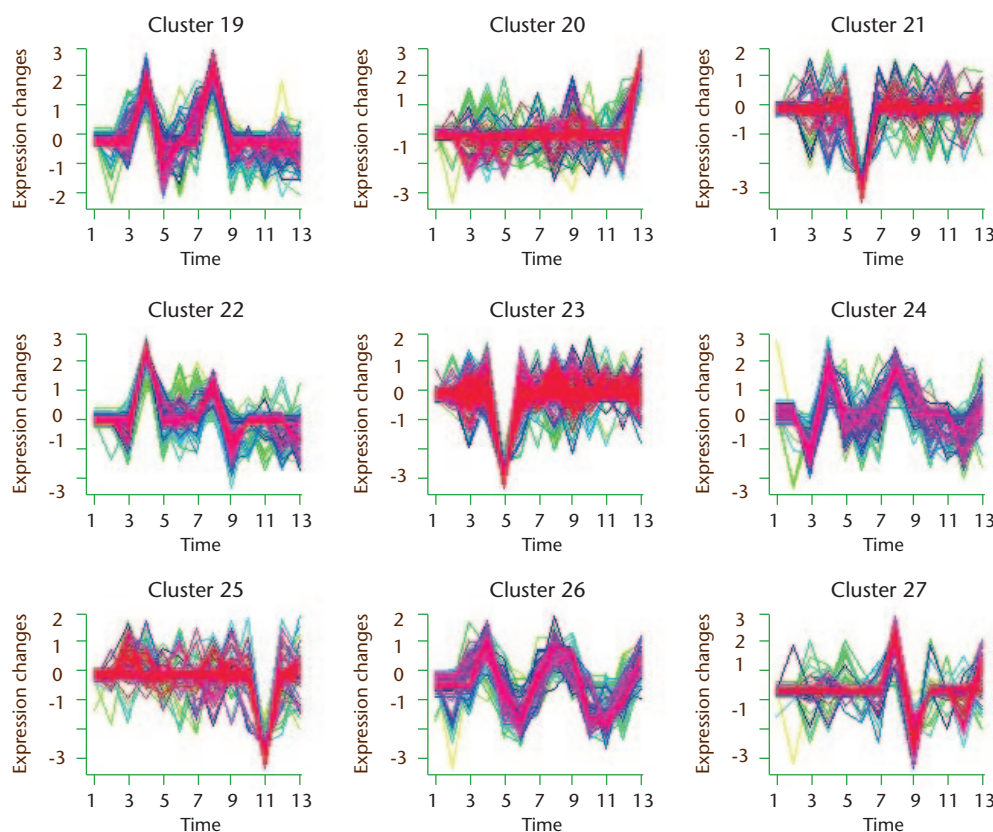 Cluster 19
Expression changes
3
2
1
0
-1
-2
1 3 5 7 9 11 13
Time
Cluster 20
Expression changes
3
2
1
0
-1
-3
1 3 5 7 9 11 13
Time
Cluster 21
Expression changes
2
1
0
-1
-3
1 3 5 7 9 11 13
Time
Cluster 22
Expression changes
3
2
1
0
-1
-3
1 3 5 7 9 11 13
Time
Cluster 23
Expression changes
2
1
0
-1
-3
1 3 5 7 9 11 13
Time
Cluster 24
Expression changes
3
2
1
0
-1
-3
1 3 5 7 9 11 13
Time
Cluster 25
Expression changes
2
1
0
-1
-3
1 3 5 7 9 11 13
Time
Cluster 26
Expression changes
2
1
0
-1
-3
1 3 5 7 9 11 13
Time
Cluster 27
Expression changes
3
2
1
-1
-3
1 3 5 7 9 11 13
Time